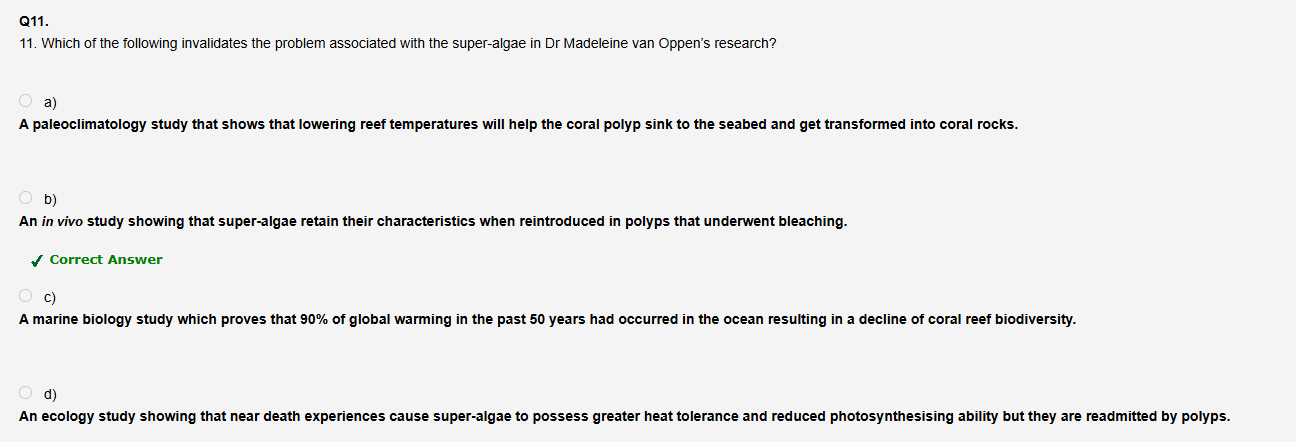 Q11.
11. Which of the following invalidates the problem associated with the super-algae in Dr Madeleine van Oppen's research?
a)
A paleoclimatology study that shows that lowering reef temperatures will help the coral polyp sink to the seabed and get transformed into coral rocks.
b)
An in vivo study showing that super-algae retain their characteristics when reintroduced in polyps that underwent bleaching.
✓ Correct Answer
c)
A marine biology study which proves that 90% of global warming in the past 50 years had occurred in the ocean resulting in a decline of coral reef biodiversity.
d)
An ecology study showing that near death experiences cause super-algae to possess greater heat tolerance and reduced photosynthesising ability but they are readmitted by polyps.